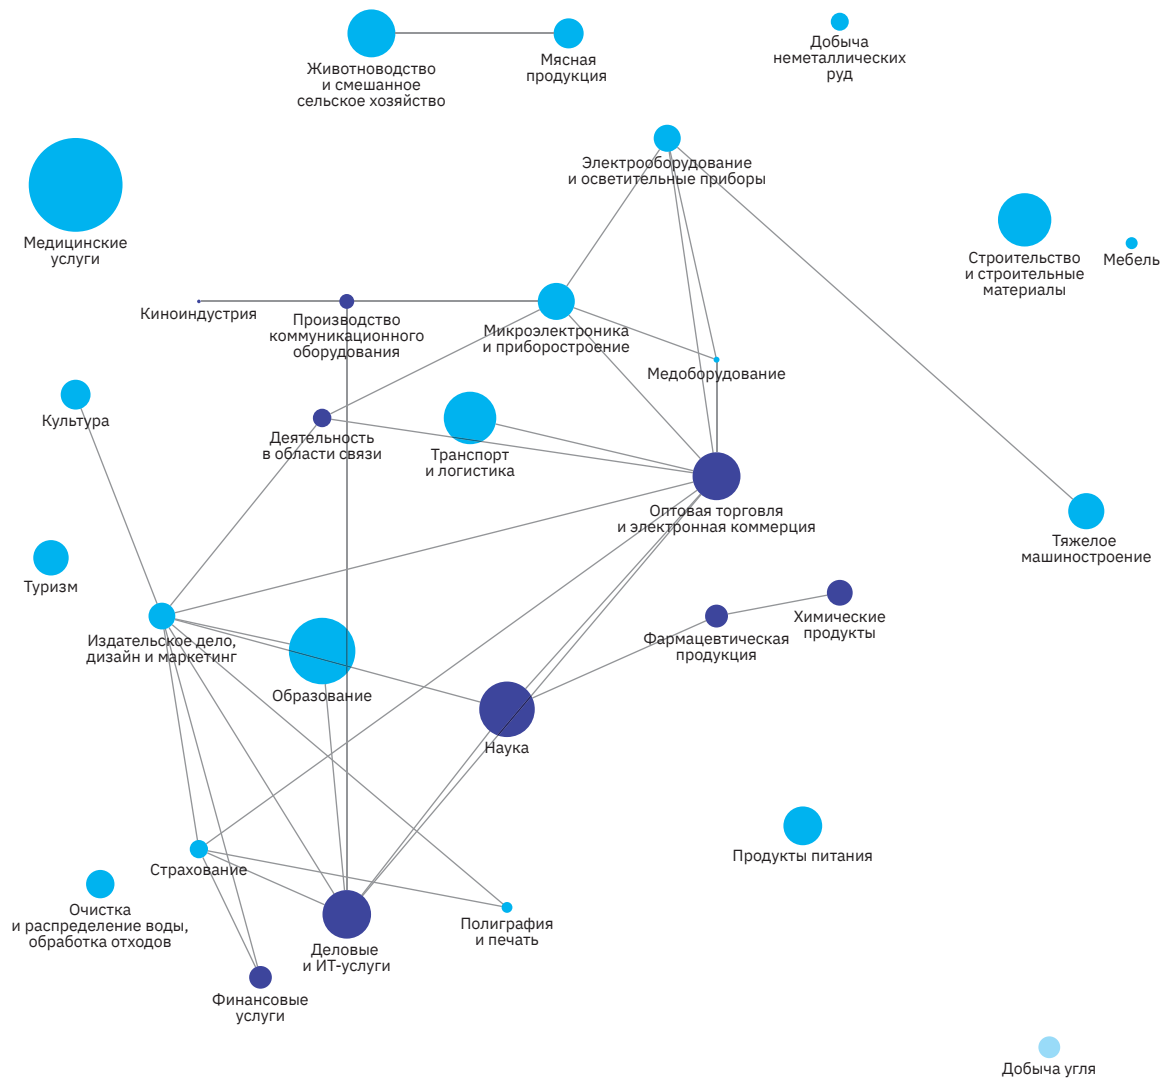 Животноводство
и смешанное
сельское хозяйство
Мясная
продукция
Добыча
неметаллических
руд
Электрооборудование
и осветительные приборы
Медицинские
услуги
Строительство
и строительные
материалы
Мебель
Киноиндустрия
Производство
коммуникационного
оборудования
Микроэлектроника
и приборостроение
Медоборудование
Культура
Деятельность
в области связи
Транспорт
и логистика
Оптовая торговля
и электронная коммерция
Тяжелое
машиностроение
Туризм
Издательское дело,
дизайн и маркетинг
Образование
Фармацевтическая
продукция
Химические
продукты
Наука
Продукты питания
Страхование
Очистка
и распределение воды,
обработка отходов
Деловые
и ИТ-услуги
Полиграфия
и печать
Финансовые
услуги
Добыча угля